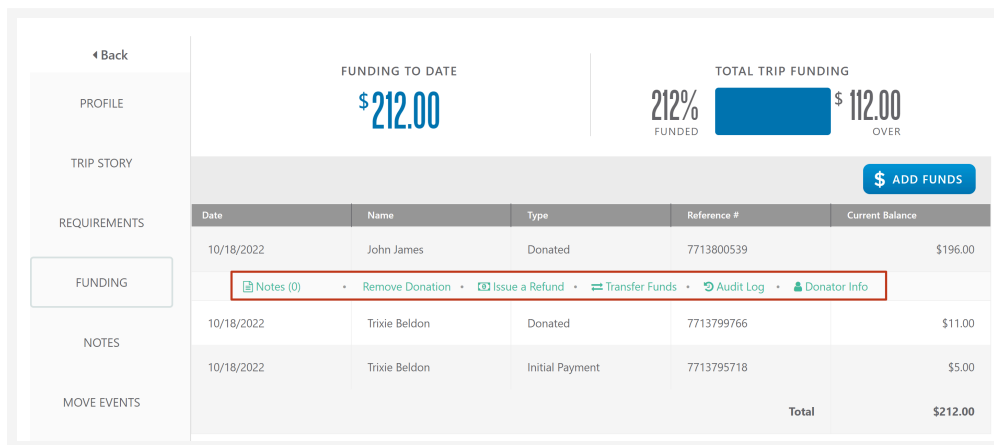 Back
PROFILE
TRIP STORY
REQUIREMENTS
FUNDING
NOTES
MOVE EVENTS
FUNDING TO DATE
$212.00
TOTAL TRIP FUNDING
212% $ 112.00
FUNDED OVER
$ ADD FUNDS
Date Name Type Reference # Current Balance
10/18/2022 John James Donated 7713800539 $196.00
Notes (0) • Remove Donation • Issue a Refund • Transfer Funds • Audit Log • Donator Info
10/18/2022 Trixie Beldon Donated 7713799766 $11.00
10/18/2022 Trixie Beldon Initial Payment 7713795718 $5.00
Total $212.00